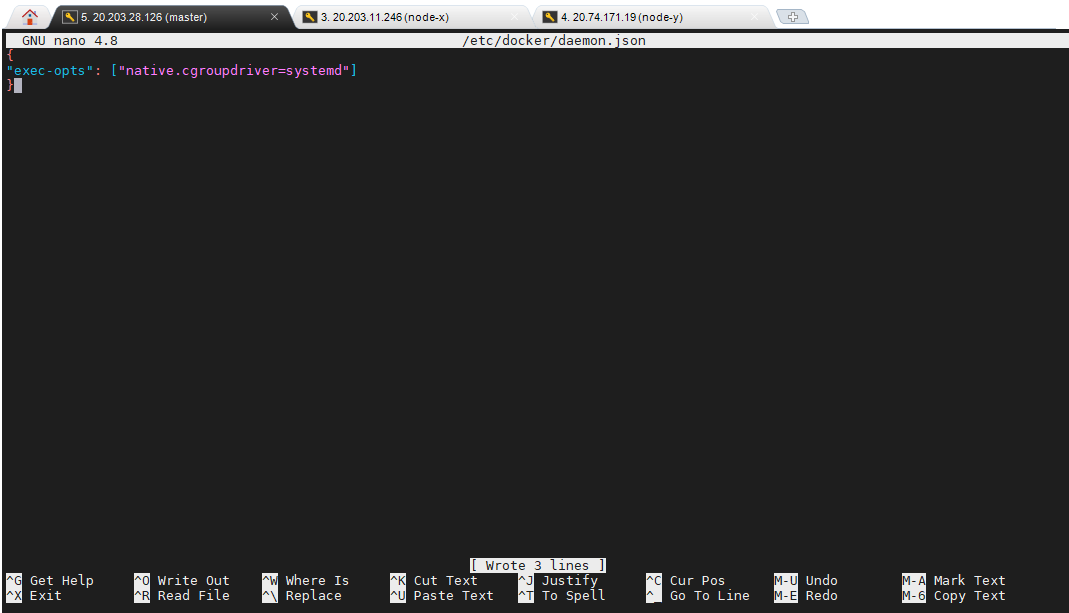 5. 20.203.28.126 (master) 3. 20.203.11.246 (node-x) 4. 20.74.171.19 (node-y)
GNU nano 4.8 /etc/docker/daemon.json
{
"exec-opts": ["native.cgroupdriver=systemd"]
}
[ Wrote 3 lines ]
^G Get Help ^O Write Out ^W Where Is ^K Cut Text ^J Justify ^C Cur Pos M-U Undo M-A Mark Text
^X Exit ^R Read File ^\ Replace ^U Paste Text ^T To Spell ^_ Go To Line M-E Redo M-6 Copy Text